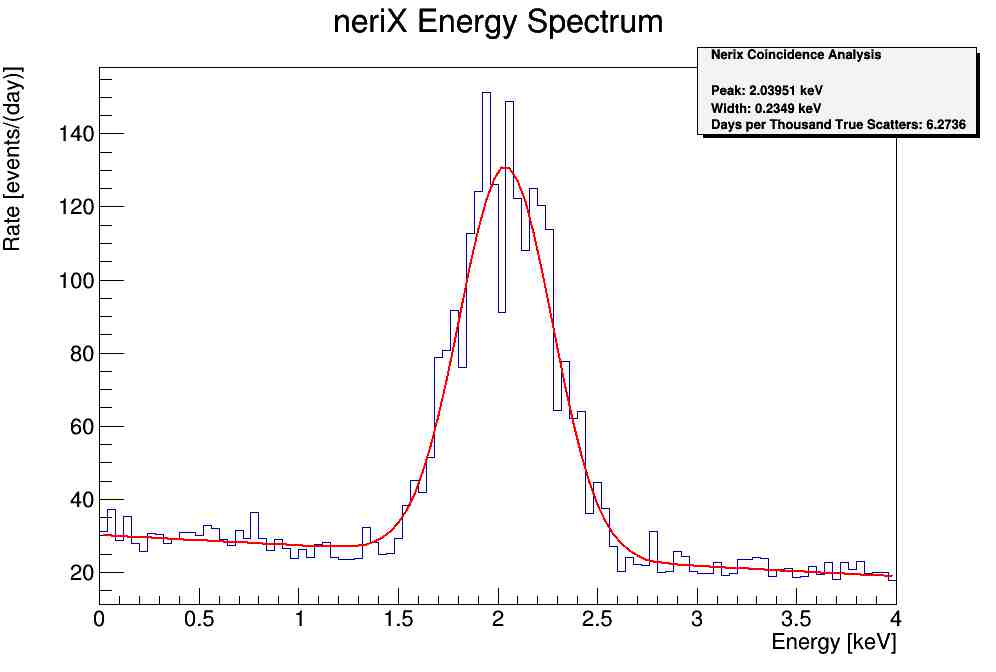 neriX Energy Spectrum
Nerix Coincidence Analysis
Peak: 2.03951 keV
Width: 0.2349 keV
Days per Thousand True Scatters: 6.2736
Rate [events/(day)]
140
120
100
80
60
40
20
0 0.5 1 1.5 2 2.5 3 3.5 4
Energy [keV]